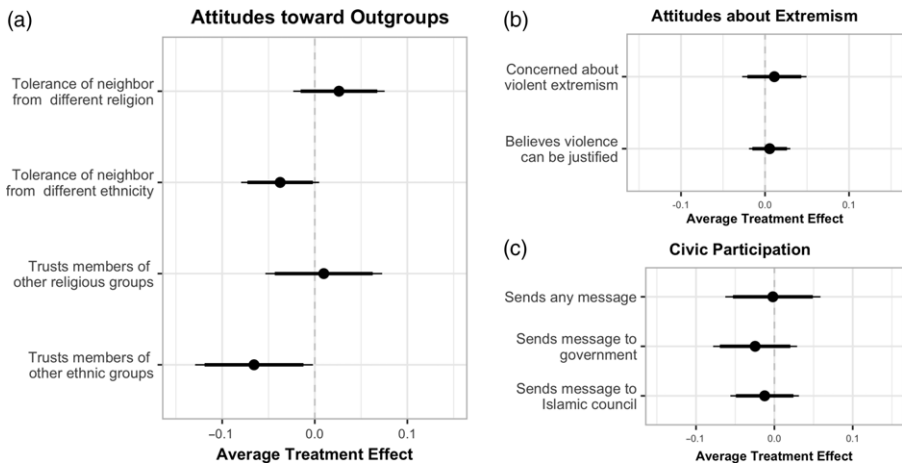 (a)
Attitudes toward Outgroups
Tolerance of neighbor
from different religion
Tolerance of neighbor
from different ethnicity
Trusts members of
other religious groups
Trusts members of
other ethnic groups
−0.1
0.0
0.1
Average Treatment Effect
(b)
Attitudes about Extremism
Concerned about
violent extremism
Believes violence
can be justified
−0.1
0.0
0.1
Average Treatment Effect
(c)
Civic Participation
Sends any message
Sends message to
government
Sends message to
Islamic council
−0.1
0.0
0.1
Average Treatment Effect